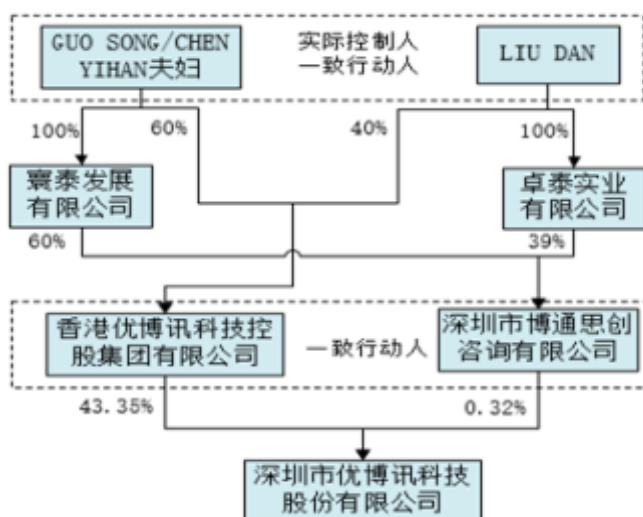 GUO SONG/CHEN
YIHAN夫妇
实际控制人
一致行动人
LIU DAN
100%
60%
40%
100%
寰泰发展
有限公司
卓泰实业
有限公司
60%
39%
香港优博讯科技控
股集团有限公司
一致行动人
深圳市博通思创
咨询有限公司
43.35%
0.32%
深圳市优博讯科技
股份有限公司